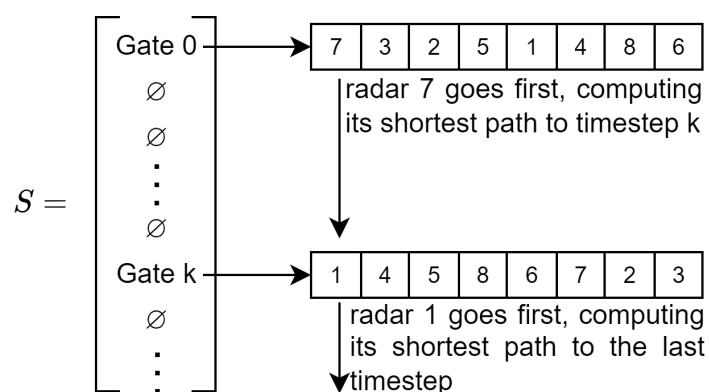 Gate 0 7 3 2 5 1 4 8 6
∅
radar 7 goes first, computing
its shortest path to timestep k
∅
S =
∅
Gate k 1 4 5 8 6 7 2 3
∅
radar 1 goes first, computing
its shortest path to the last
timestep